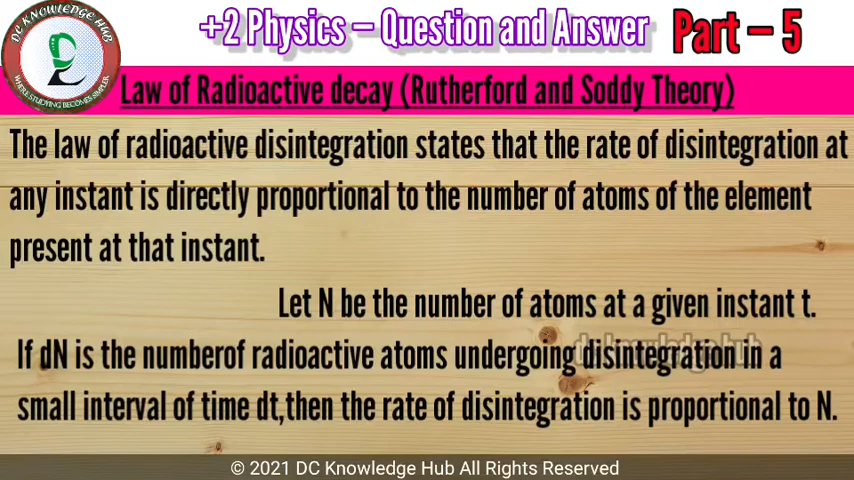 DC KNOWLEDGE HUB
WHERE STUDYING BECOMES SIMPLER
+2 Physics – Question and Answer Part – 5
Law of Radioactive decay (Rutherford and Soddy Theory)
The law of radioactive disintegration states that the rate of disintegration at
any instant is directly proportional to the number of atoms of the element
present at that instant.
Let N be the number of atoms at a given instant t.
dc knowledge hub
If dN is the numberof radioactive atoms undergoing disintegration in a
small interval of time dt,then the rate of disintegration is proportional to N.
© 2021 DC Knowledge Hub All Rights Reserved